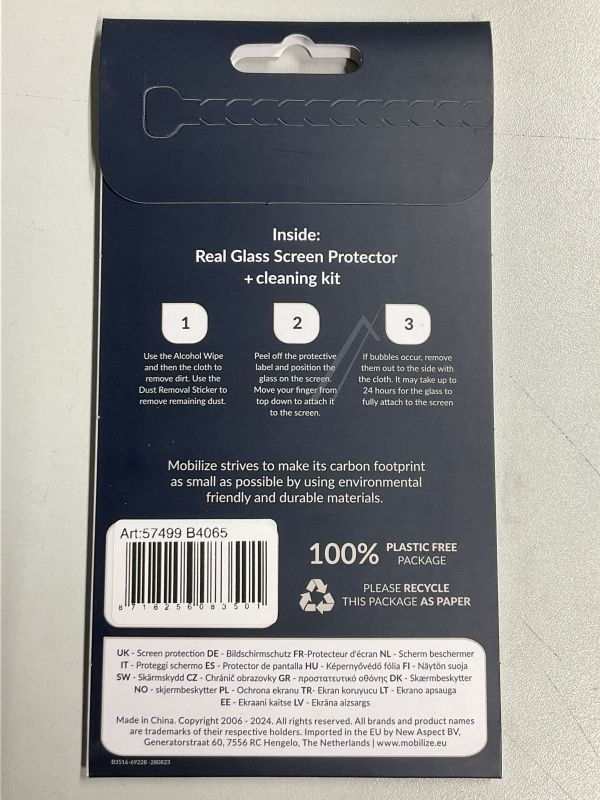 Inside:
Real Glass Screen Protector
+ cleaning kit
1
Use the Alcohol Wipe
and then the cloth to
remove dirt. Use the
Dust Removal Sticker to
remove remaining dust.
2
Peel off the protective
label and position the
glass on the screen.
Move your finger from
top down to attach it
to the screen.
3
If bubbles occur, remove
them out to the side with
the cloth. It may take up to
24 hours for the glass to
fully attach to the screen
Mobilize strives to make its carbon footprint
as small as possible by using environmental
friendly and durable materials.
Art:57499 B4065
8 718256 083501
100% PLASTIC FREE
PACKAGE
PLEASE RECYCLE
THIS PACKAGE AS PAPER
UK - Screen protection DE - Bildschirmschutz FR-Protecteur d'écran NL - Scherm beschermer
IT - Proteggi schermo ES - Protector de pantalla HU - Képernyővédő fólia FI - Näytön suoja
SW - Skärmskydd CZ - Chránič obrazovky GR - προστατευτικό οθόνης DK - Skærmbeskytter
NO - skjermbeskytter PL - Ochrona ekranu TR- Ekran koruyucu LT - Ekrano apsauga
EE - Ekraani kaitse LV - Ekrāna aizsargs
Made in China. Copyright 2006 - 2024. All rights reserved. All brands and product names
are trademarks of their respective holders. Imported in the EU by New Aspect BV,
Generatorstraat 60, 7556 RC Hengelo, The Netherlands | www.mobilize.eu
B3516-69228 -280823